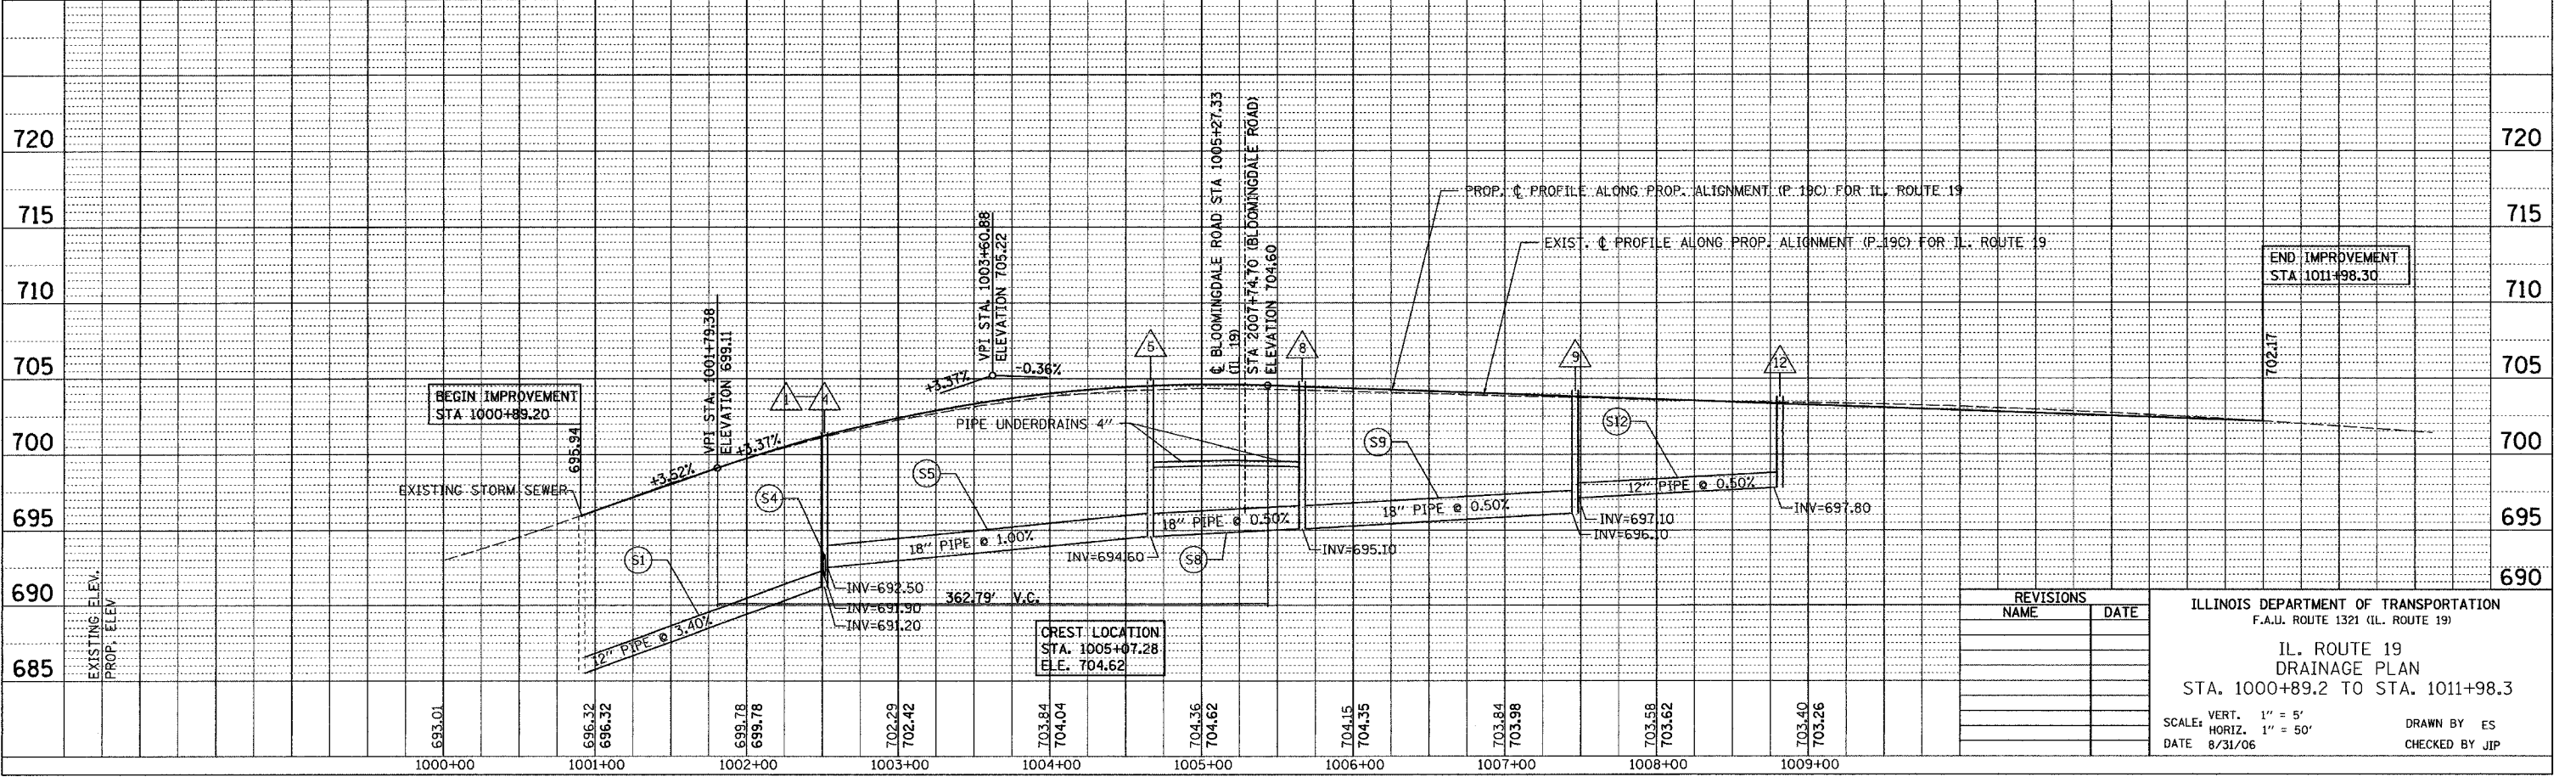 720
715
710
705
700
695
690
685
EXISTING ELEV.
PROP. ELEV
BEGIN IMPROVEMENT
STA 1000+89.20
695.94
EXISTING STORM SEWER
+3.52%
VPI STA. 1001+79.38
ELEVATION 699.11
+3.37%
1
4
S1
12" PIPE @ 3.40%
S4
INV=692.50
INV=691.90
INV=691.20
362.79' V.C.
CREST LOCATION
STA. 1005+07.28
ELE. 704.62
S5
18" PIPE @ 1.00%
+3.37%
VPI STA. 1003+60.88
ELEVATION 705.22
-0.36%
PIPE UNDERDRAINS 4"
5
INV=694.60
18" PIPE @ 0.50%
S8
℄ BLOOMINGDALE ROAD STA 1005+27.33
(IL 19)
STA 2007+74.70 (BLOOMINGDALE ROAD)
ELEVATION 704.60
8
INV=695.10
S9
18" PIPE @ 0.50%
PROP. ℄ PROFILE ALONG PROP. ALIGNMENT (P_19C) FOR IL. ROUTE 19
EXIST. ℄ PROFILE ALONG PROP. ALIGNMENT (P_19C) FOR IL. ROUTE 19
9
INV=697.10
INV=696.10
S12
12" PIPE @ 0.50%
12
INV=697.80
END IMPROVEMENT
STA 1011+98.30
702.17
720
715
710
705
700
695
690
693.01
696.32
696.32
699.78
699.78
702.29
702.42
703.84
704.04
704.36
704.62
704.15
704.35
703.84
703.98
703.58
703.62
703.40
703.26
1000+00
1001+00
1002+00
1003+00
1004+00
1005+00
1006+00
1007+00
1008+00
1009+00
REVISIONS
NAME DATE
ILLINOIS DEPARTMENT OF TRANSPORTATION
F.A.U. ROUTE 1321 (IL. ROUTE 19)
IL. ROUTE 19
DRAINAGE PLAN
STA. 1000+89.2 TO STA. 1011+98.3
SCALE: VERT. 1" = 5'
HORIZ. 1" = 50'
DATE 8/31/06
DRAWN BY ES
CHECKED BY JIP